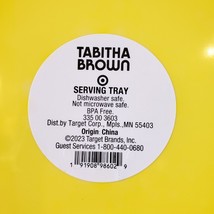 TABITHA
BROWN
SERVING TRAY
Dishwasher safe,
Not microwave safe.
BPA Free.
335 00 3603
Dist.by Target Corp., Mpls., MN 55403
Origin: China
©2023 Target Brands, Inc.
Guest Services 1-800-440-0680
1 91908 98602 9